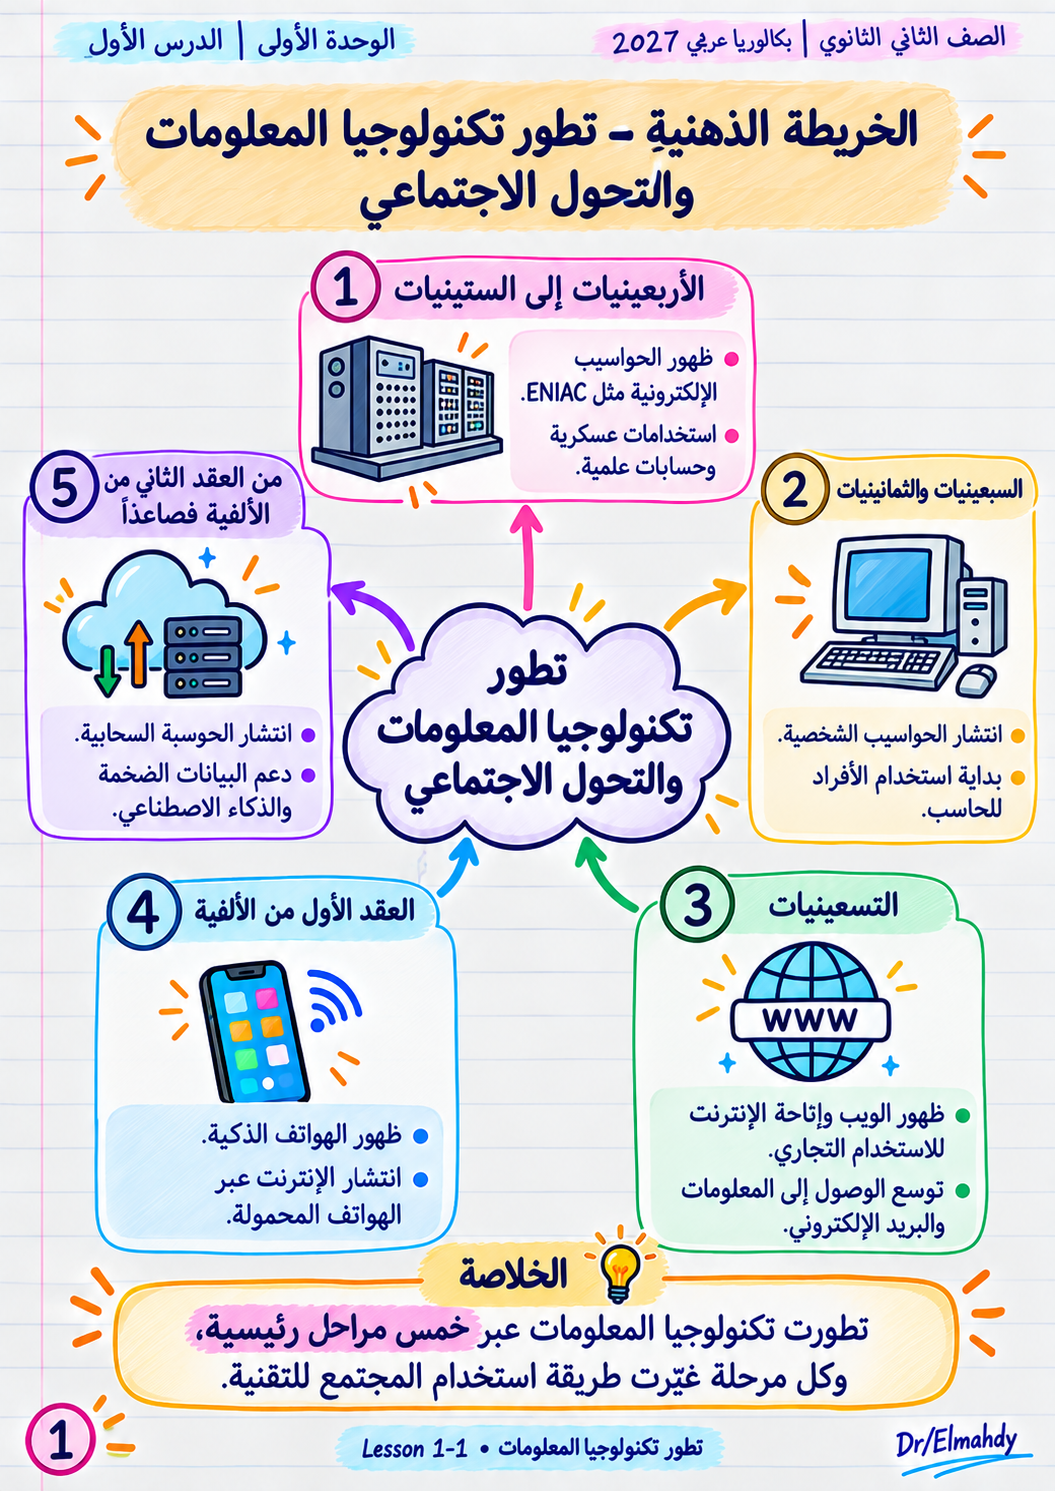 الصف الثاني الثانوي | بكالوريا عربي 2027
الوحدة الأولى | الدرس الأول
الخريطة الذهنية – تطور تكنولوجيا المعلومات
والتحول الاجتماعي
1 الأربعينيات إلى الستينيات
ظهور الحواسيب
الإلكترونية مثل ENIAC.
استخدامات عسكرية
وحسابات علمية.
2 السبعينيات والثمانينيات
انتشار الحواسيب الشخصية.
بداية استخدام الأفراد
للحاسب.
5 من العقد الثاني من
الألفية فصاعذاً
انتشار الحوسبة السحابية.
دعم البيانات الضخمة
والذكاء الاصطناعي.
تطور
تكنولوجيا المعلومات
والتحول الاجتماعي
3 التسعينيات
WWW
ظهور الويب وإتاحة الإنترنت
للاستخدام التجاري.
توسع الوصول إلى المعلومات
والبريد الإلكتروني.
4 العقد الأول من الألفية
ظهور الهواتف الذكية.
انتشار الإنترنت عبر
الهواتف المحمولة.
الخلاصة
تطورت تكنولوجيا المعلومات عبر خمس مراحل رئيسية،
وكل مرحلة غيّرت طريقة استخدام المجتمع للتقنية.
1
تطور تكنولوجيا المعلومات • Lesson 1-1
Dr/Elmahdy